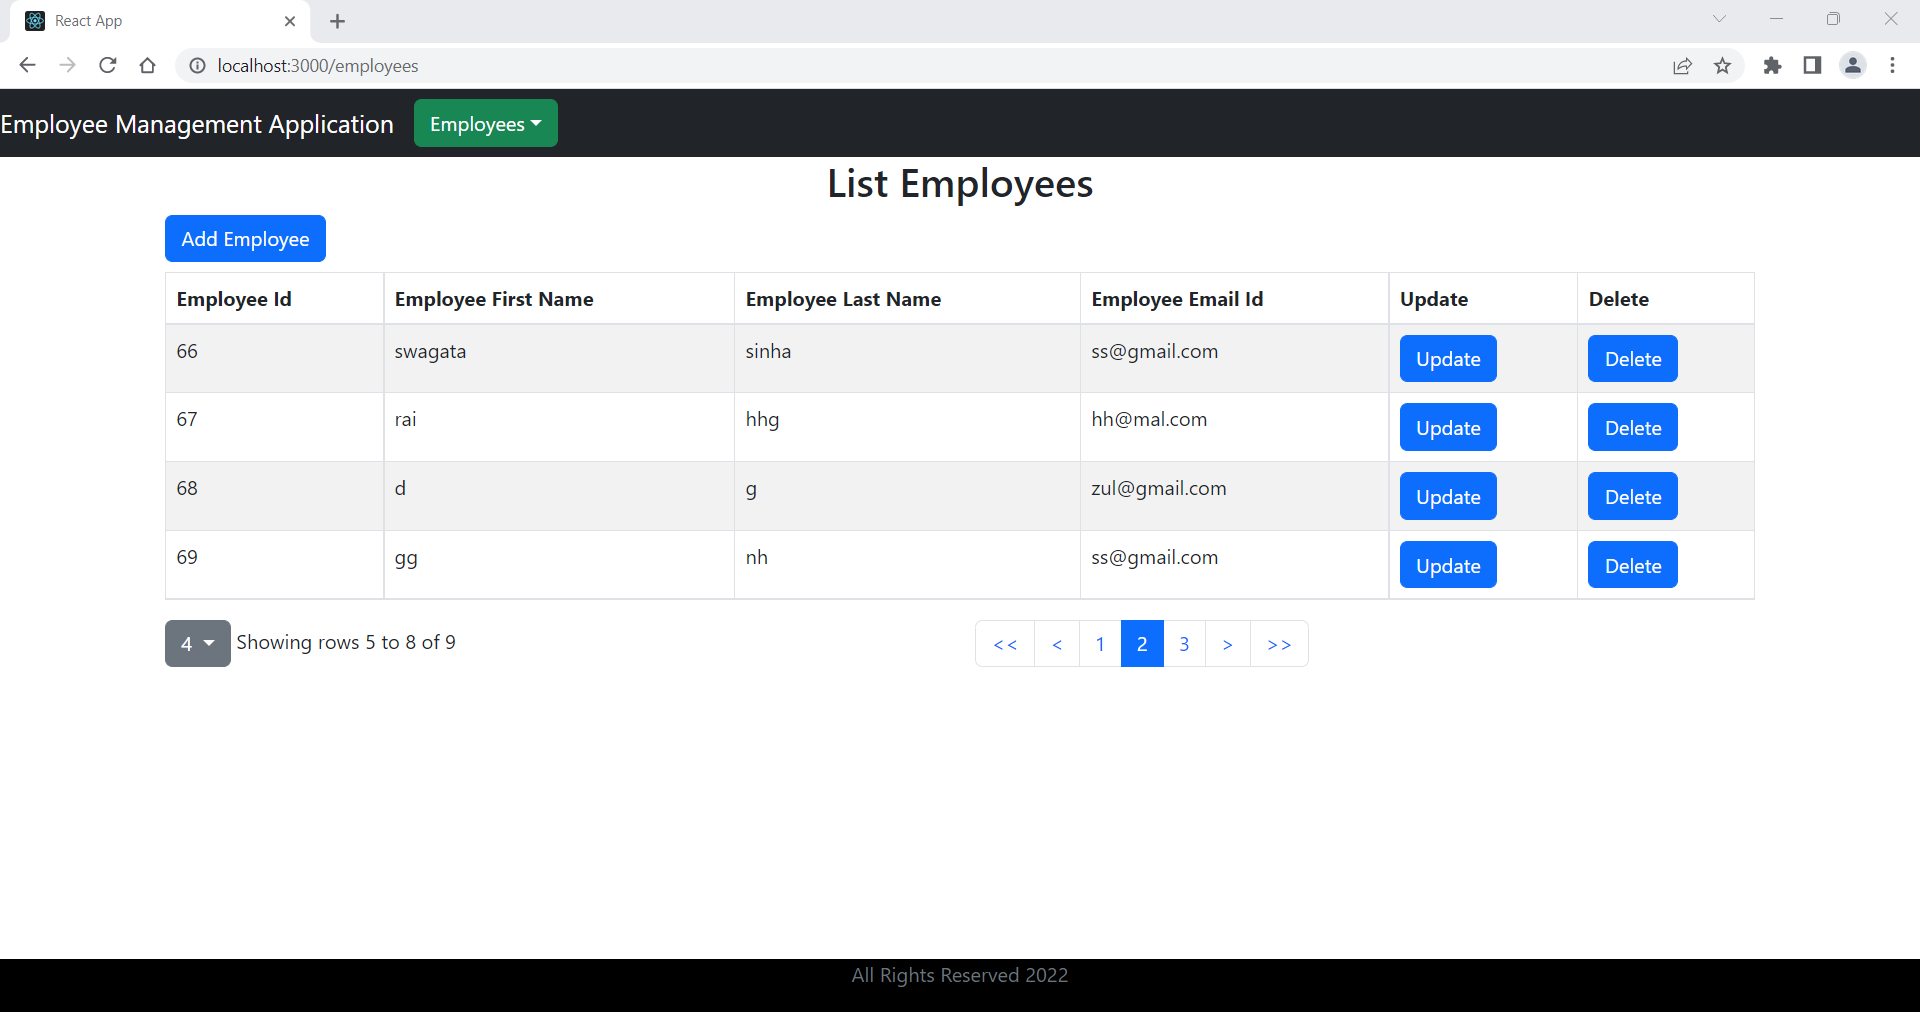 React App
localhost:3000/employees
Employee Management Application Employees
List Employees
Add Employee
Employee Id Employee First Name Employee Last Name Employee Email Id Update Delete
66 swagata sinha ss@gmail.com Update Delete
67 rai hhg hh@mal.com Update Delete
68 d g zul@gmail.com Update Delete
69 gg nh ss@gmail.com Update Delete
4 Showing rows 5 to 8 of 9 << < 1 2 3 > >>
All Rights Reserved 2022